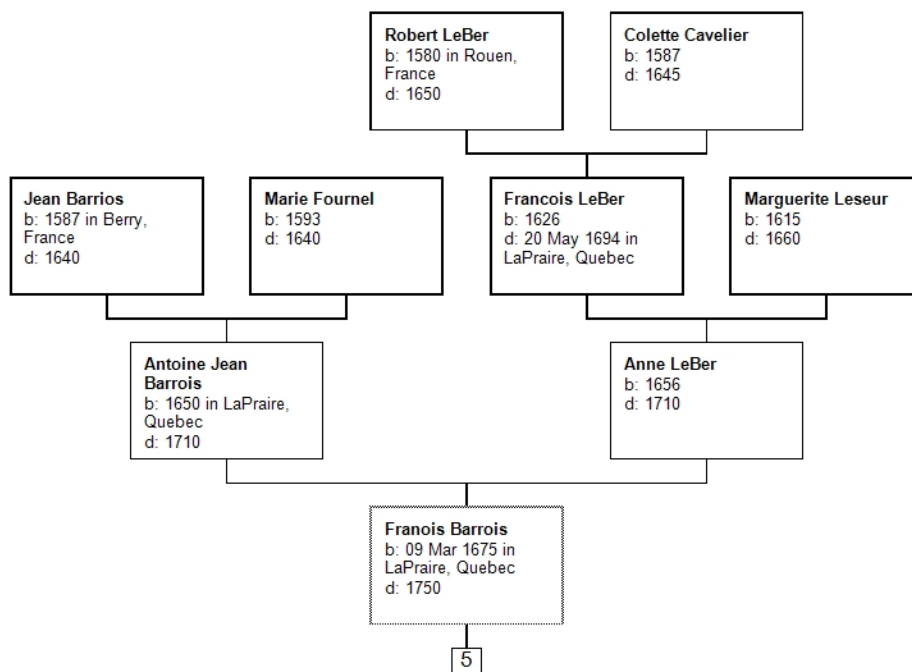 Robert LeBer
b: 1580 in Rouen,
France
d: 1650
Colette Cavelier
b: 1587
d: 1645
Jean Barrios
b: 1587 in Berry,
France
d: 1640
Marie Fournel
b: 1593
d: 1640
Francois LeBer
b: 1626
d: 20 May 1694 in
LaPraire, Quebec
Marguerite Leseur
b: 1615
d: 1660
Antoine Jean
Barrois
b: 1650 in LaPraire,
Quebec
d: 1710
Anne LeBer
b: 1656
d: 1710
Franois Barrois
b: 09 Mar 1675 in
LaPraire, Quebec
d: 1750
5